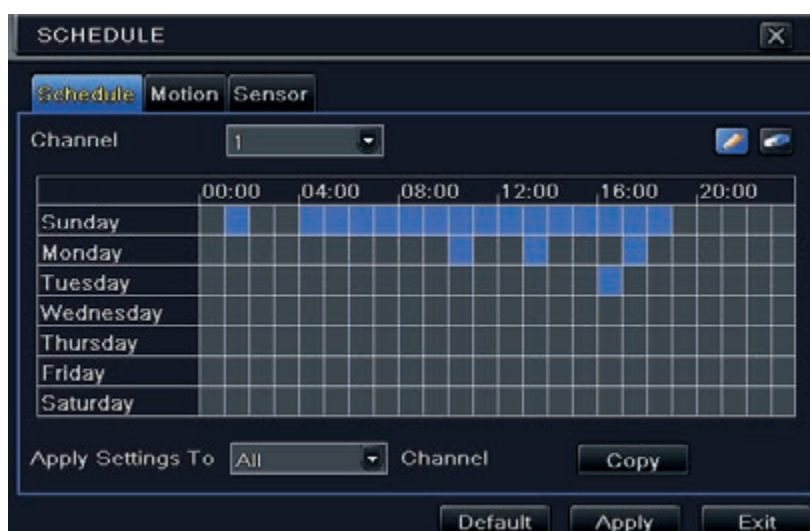 SCHEDULE
Schedule Motion Sensor
Channel 1
00:00 04:00 08:00 12:00 16:00 20:00
Sunday
Monday
Tuesday
Wednesday
Thursday
Friday
Saturday
Apply Settings To All Channel Copy
Default Apply Exit